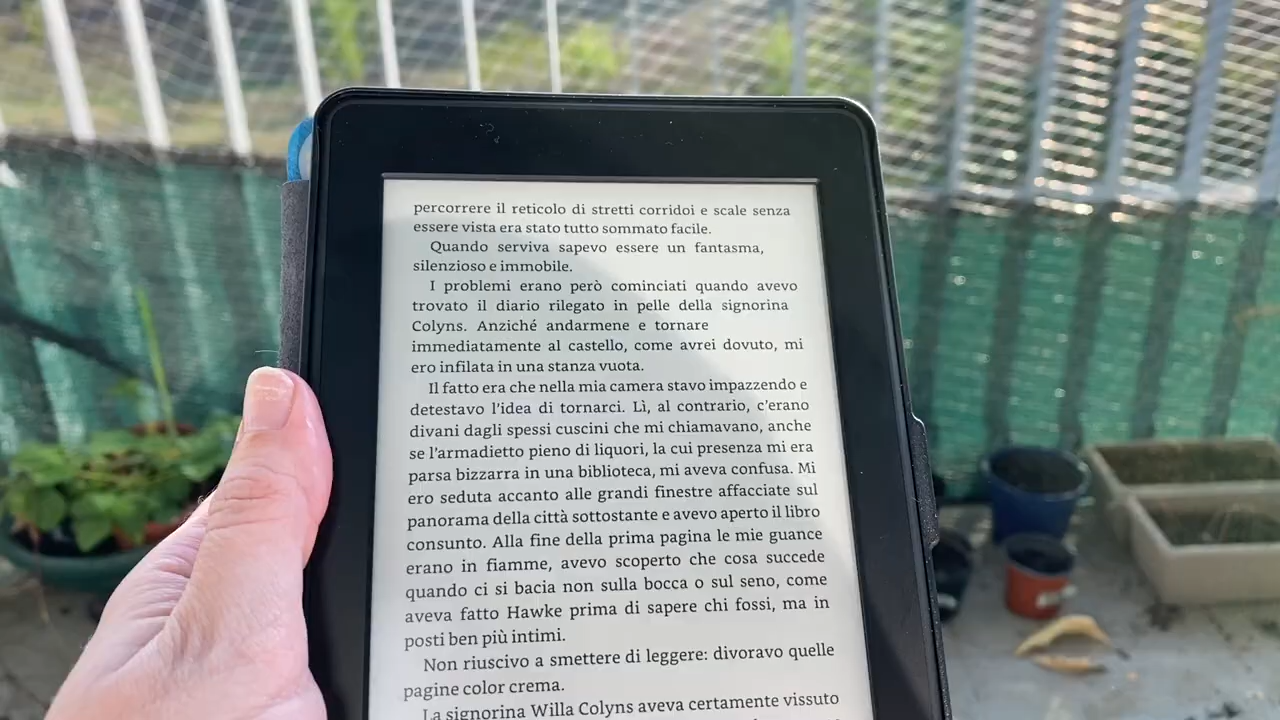 percorrere il reticolo di stretti corridoi e scale senza
essere vista era stato tutto sommato facile.
Quando serviva sapevo essere un fantasma,
silenzioso e immobile.
I problemi erano però cominciati quando avevo
trovato il diario rilegato in pelle della signorina
Colyns. Anziché andarmene e tornare
immediatamente al castello, come avrei dovuto, mi
ero infilata in una stanza vuota.
Il fatto era che nella mia camera stavo impazzendo e
detestavo l'idea di tornarci. Lì, al contrario, c'erano
divani dagli spessi cuscini che mi chiamavano, anche
se l'armadietto pieno di liquori, la cui presenza mi era
parsa bizzarra in una biblioteca, mi aveva confusa. Mi
ero seduta accanto alle grandi finestre affacciate sul
panorama della città sottostante e avevo aperto il libro
consunto. Alla fine della prima pagina le mie guance
erano in fiamme, avevo scoperto che cosa succede
quando ci si bacia non sulla bocca o sul seno, come
aveva fatto Hawke prima di sapere chi fossi, ma in
posti ben più intimi.
Non riuscivo a smettere di leggere: divoravo quelle
pagine color crema.
La signorina Willa Colyns aveva certamente vissuto